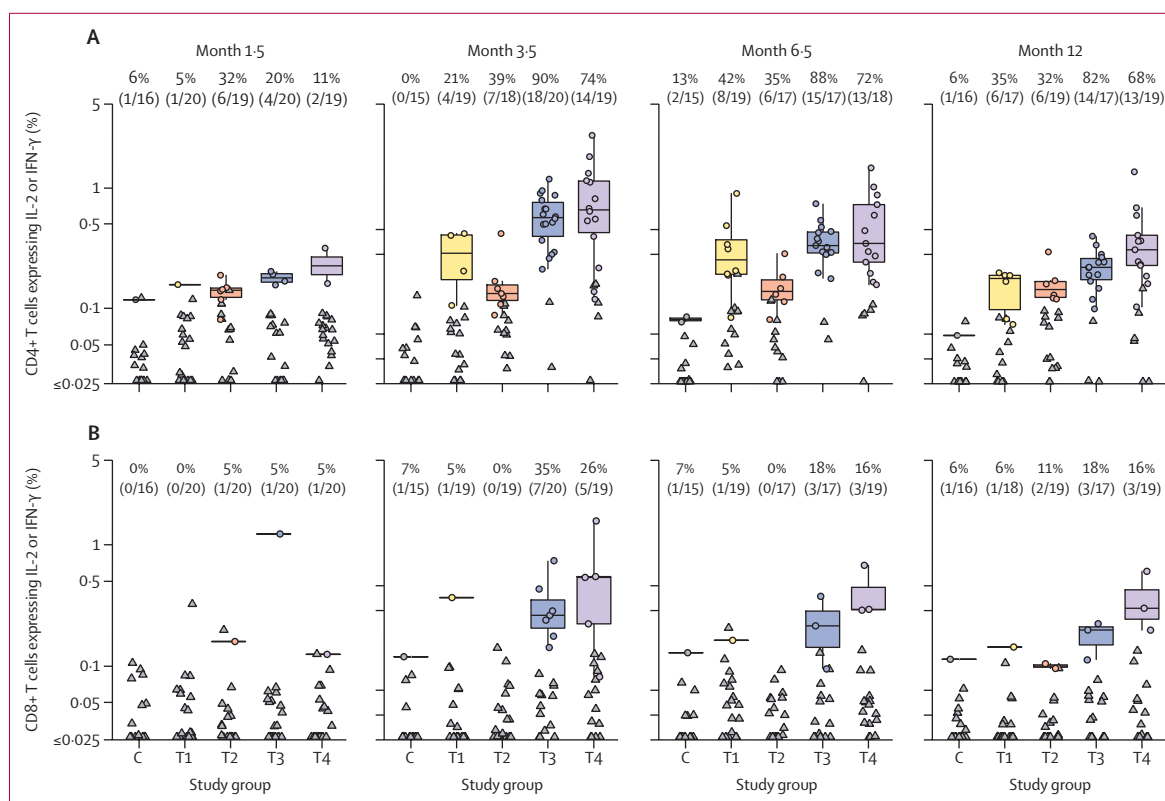 A
Month 1·5
Month 3·5
Month 6·5
Month 12
6% 5% 32% 20% 11%
(1/16) (1/20) (6/19) (4/20) (2/19)
0% 21% 39% 90% 74%
(0/15) (4/19) (7/18) (18/20) (14/19)
13% 42% 35% 88% 72%
(2/15) (8/19) (6/17) (15/17) (13/18)
6% 35% 32% 82% 68%
(1/16) (6/17) (6/19) (14/17) (13/19)
CD4+ T cells expressing IL-2 or IFN-γ (%)
5
1
0·5
0·1
0·05
≤0·025
B
0% 0% 5% 5% 5%
(0/16) (0/20) (1/20) (1/20) (1/20)
7% 5% 0% 35% 26%
(1/15) (1/19) (0/19) (7/20) (5/19)
7% 5% 0% 18% 16%
(1/15) (1/19) (0/17) (3/17) (3/19)
6% 6% 11% 18% 16%
(1/16) (1/18) (2/19) (3/17) (3/19)
CD8+ T cells expressing IL-2 or IFN-γ (%)
5
1
0·5
0·1
0·05
≤0·025
C T1 T2 T3 T4
Study group
C T1 T2 T3 T4
Study group
C T1 T2 T3 T4
Study group
C T1 T2 T3 T4
Study group